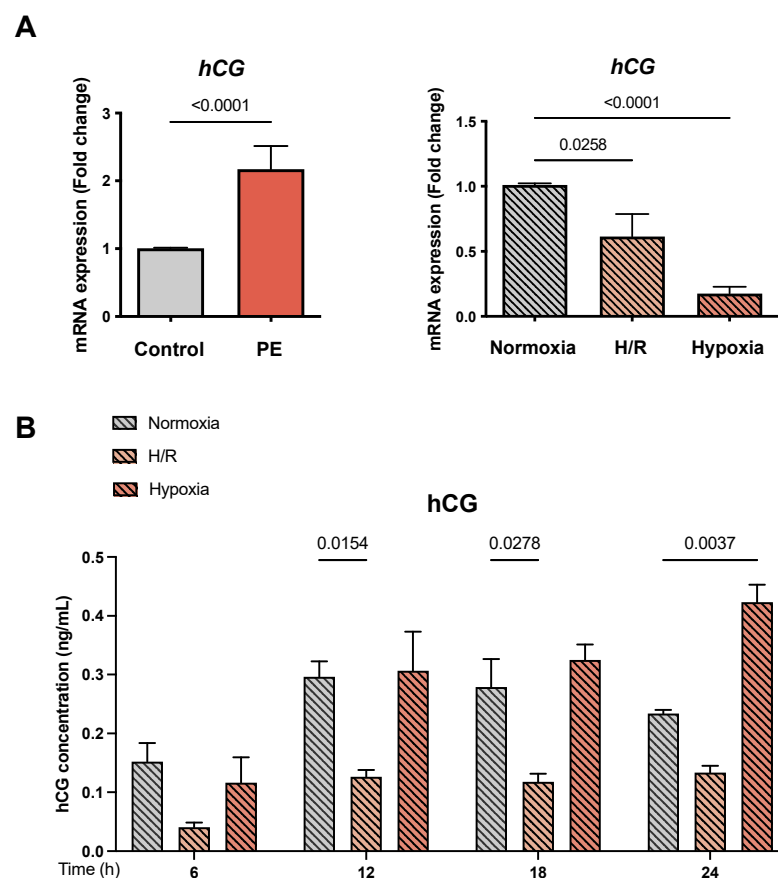 A
hCG
mRNA expression (Fold change)
3
2
1
0
<0.0001
Control
PE
hCG
mRNA expression (Fold change)
1.5
1.0
0.5
0.0
<0.0001
0.0258
Normoxia
H/R
Hypoxia
B
Normoxia
H/R
Hypoxia
hCG
hCG concentration (ng/mL)
0.5
0.4
0.3
0.2
0.1
0.0
0.0154
0.0278
0.0037
Time (h)
6
12
18
24